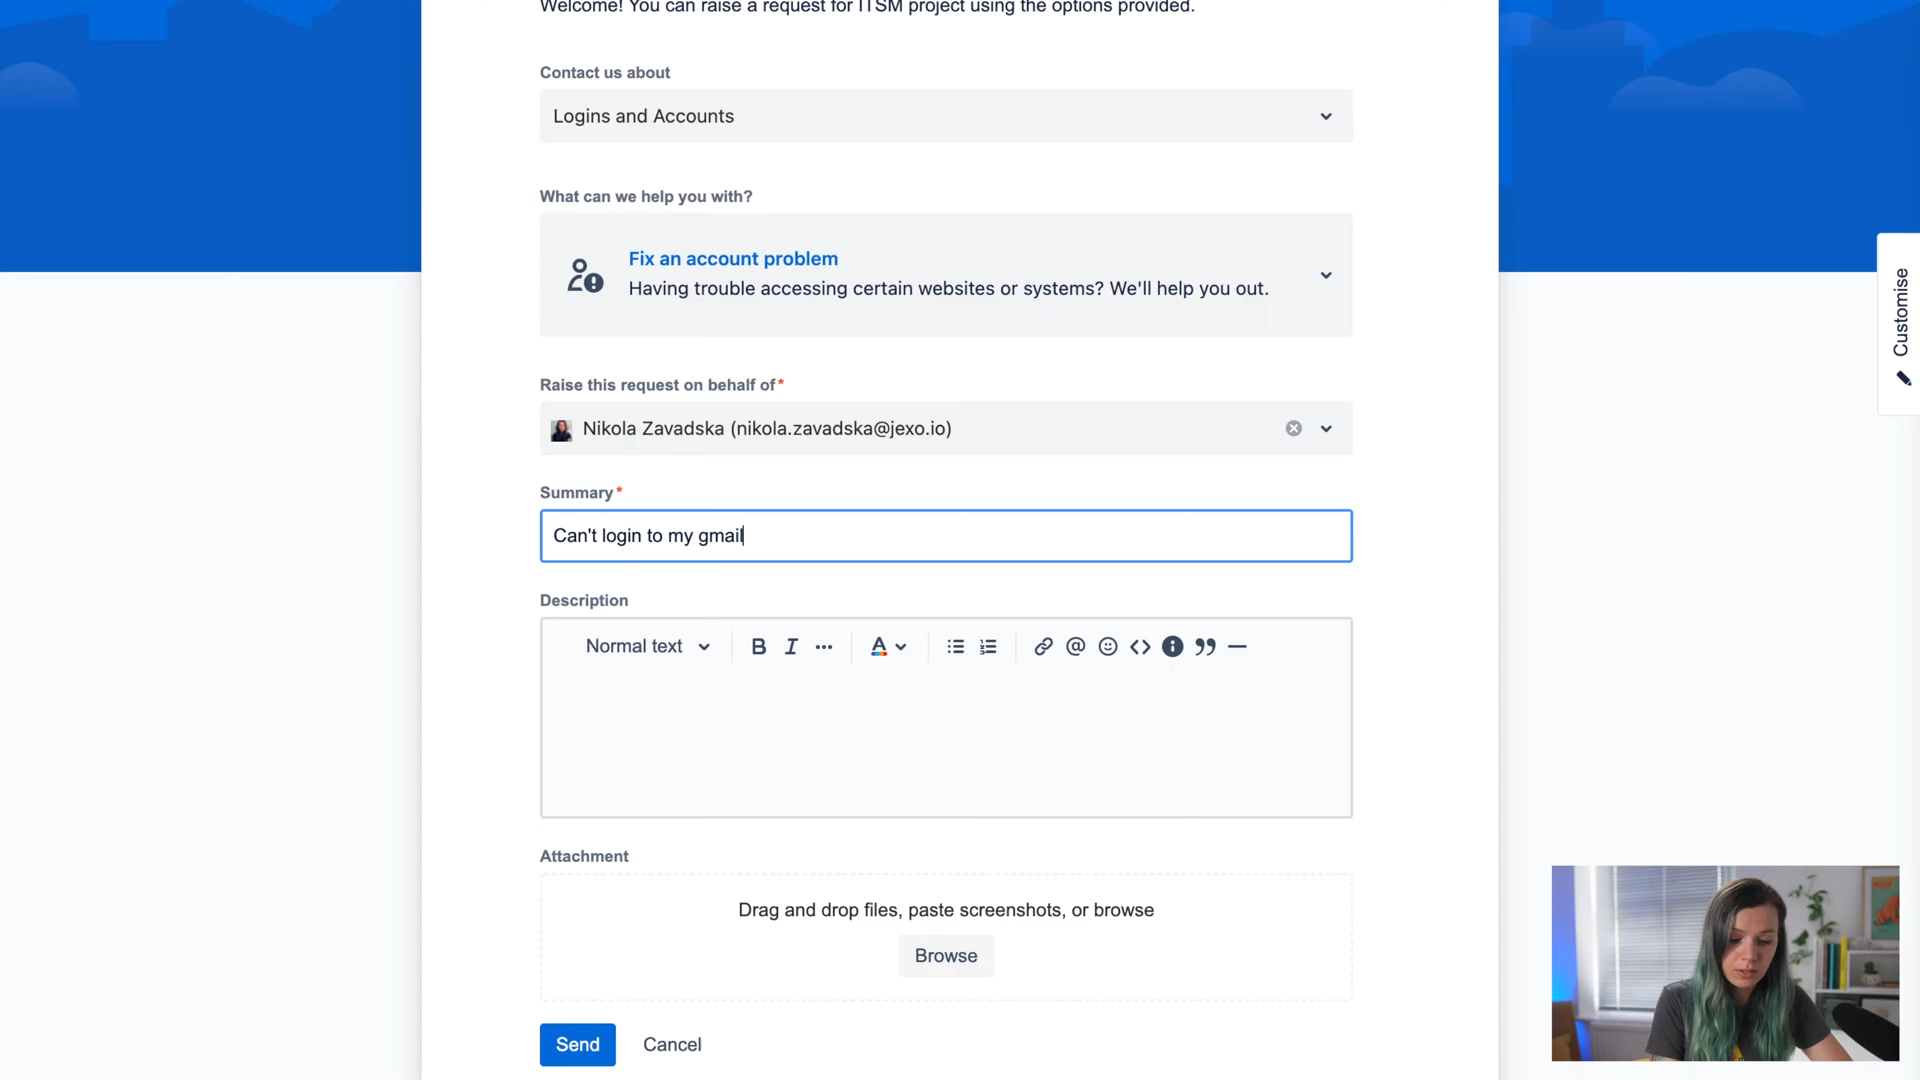 Welcome! You can raise a request for ITSM project using the options provided.
Contact us about
Logins and Accounts
What can we help you with?
Fix an account problem
Having trouble accessing certain websites or systems? We'll help you out.
Raise this request on behalf of*
Nikola Zavadska (nikola.zavadska@jexo.io)
Summary*
Can't login to my gmail
Description
Normal text
Attachment
Drag and drop files, paste screenshots, or browse
Browse
Send
Cancel
Customise